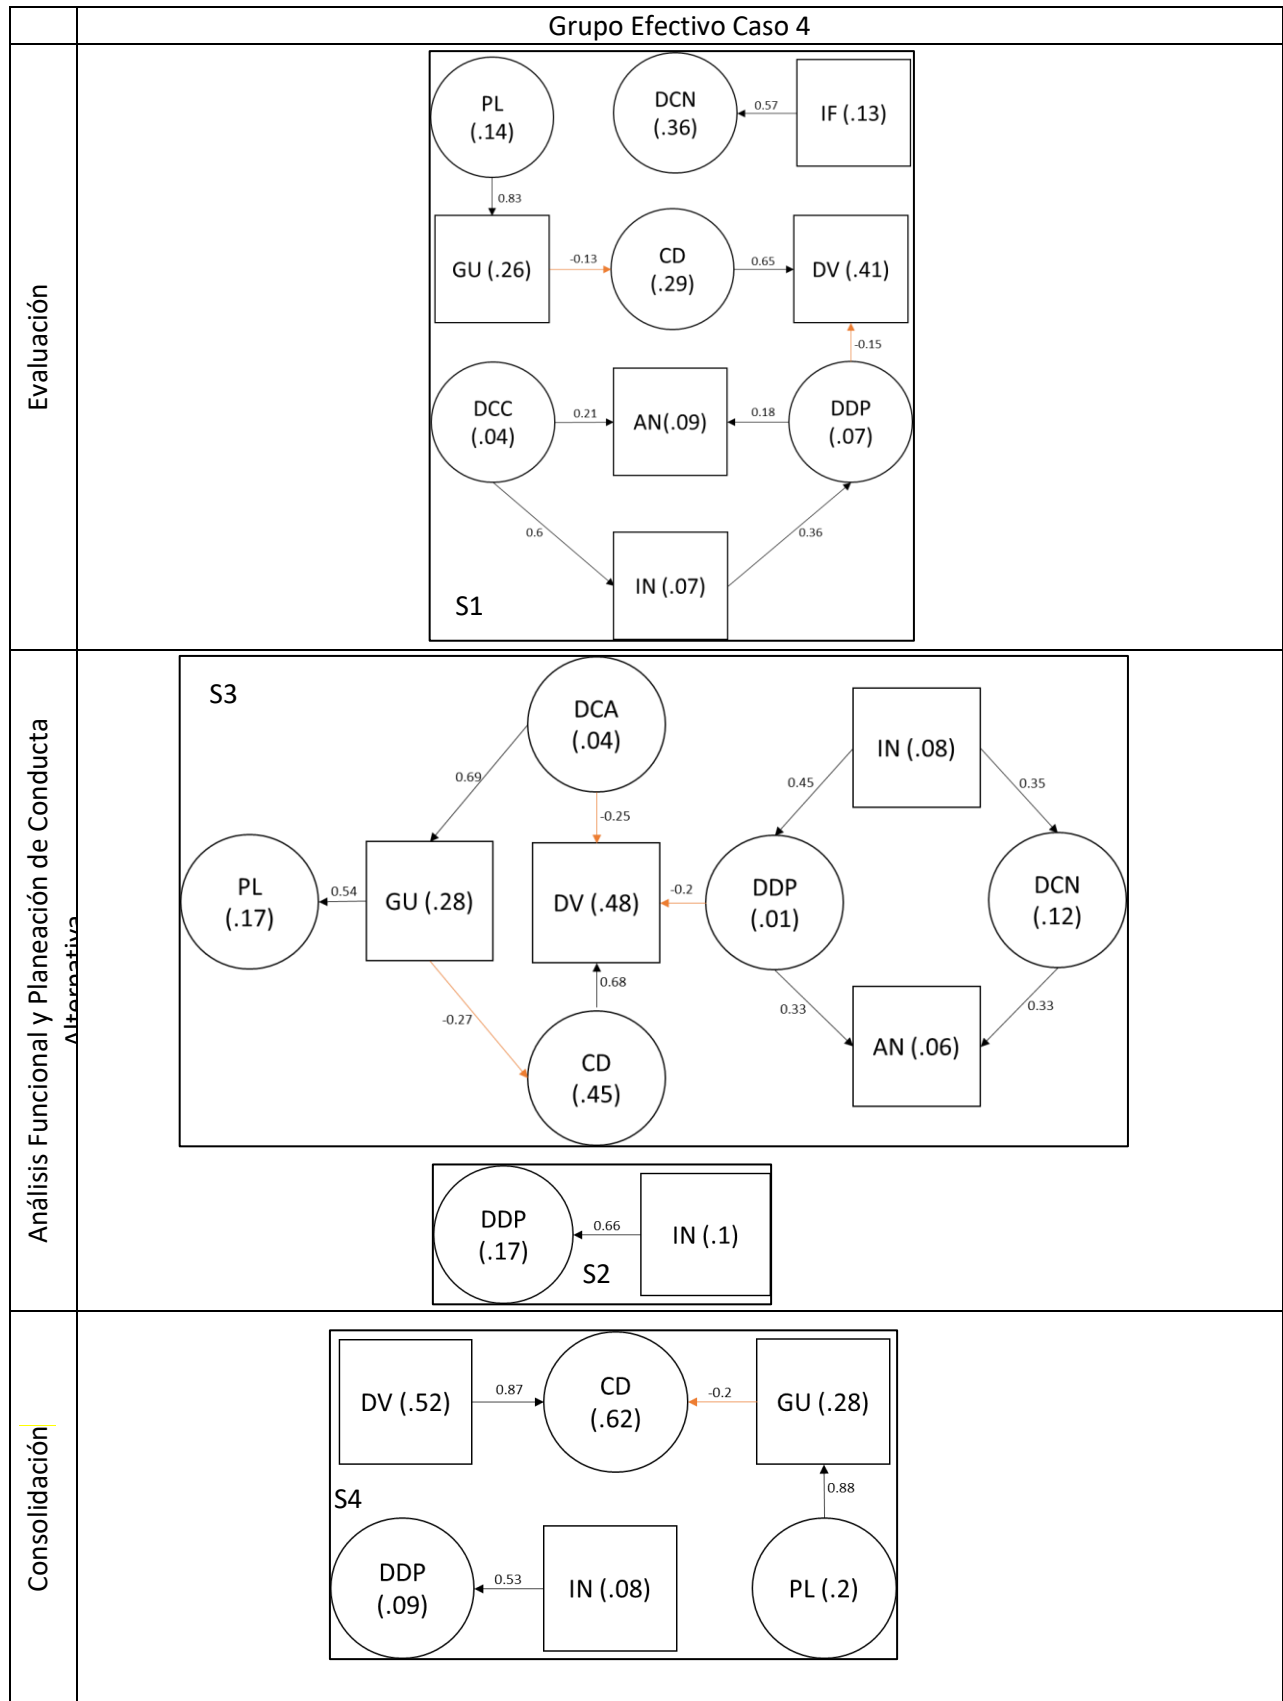 Grupo Efectivo Caso 4
Evaluación
PL
(.14)
DCN
(.36)
0.57
IF (.13)
0.83
GU (.26)
-0.13
CD
(.29)
0.65
DV (.41)
-0.15
DCC
(.04)
0.21
AN(.09)
0.18
DDP
(.07)
0.6
0.36
IN (.07)
S1
Análisis Funcional y Planeación de Conducta
Alternativa
S3
DCA
(.04)
IN (.08)
0.69
-0.25
0.45
0.35
PL
(.17)
0.54
GU (.28)
DV (.48)
-0.2
DDP
(.01)
DCN
(.12)
0.68
-0.27
0.33
0.33
CD
(.45)
AN (.06)
DDP
(.17)
0.66
IN (.1)
S2
Consolidación
DV (.52)
0.87
CD
(.62)
-0.2
GU (.28)
0.88
S4
DDP
(.09)
0.53
IN (.08)
PL (.2)